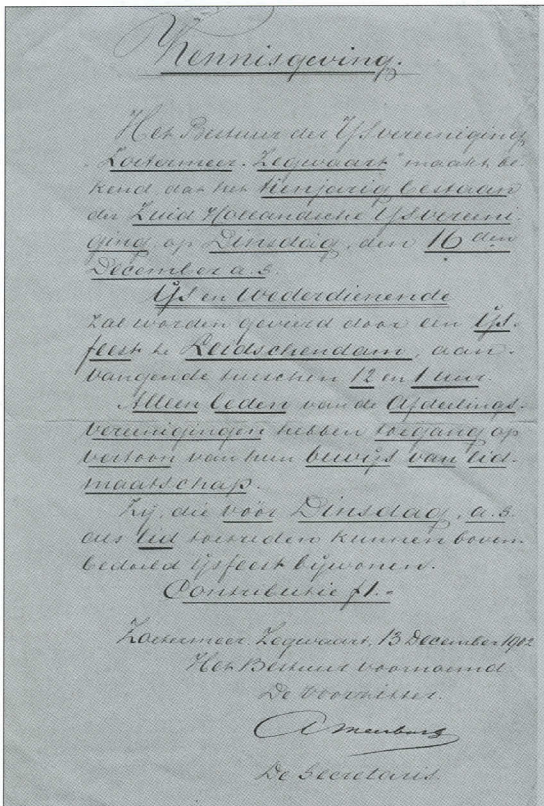 Kennisgeving.
Het Bestuur der IJsvereeniging
"Zoetermeer-Zegwaart" maakt be-
kend dat het tienjarig bestaan
der Zuid Hollandsche IJsvereeni-
ging, op Dinsdag, den 16den
December a.s.
IJs en Wederdienende
zal worden gevierd door een IJs-
feest te Leidschendam, aan-
vangende tusschen 12 en 1 uur.
Alleen leden van de Afdeelings-
vereenigingen hebben toegang op
vertoon van hun bewijs van lid-
maatschap.
Zij, die vóór Dinsdag, a.s.
als lid toetreden kunnen boven-
bedoeld IJsfeest bijwonen.
Contributie f1.-
Zoetermeer-Zegwaart, 13 December 1902
Het Bestuur voornoemd
De Voorzitter.
De Secretaris.